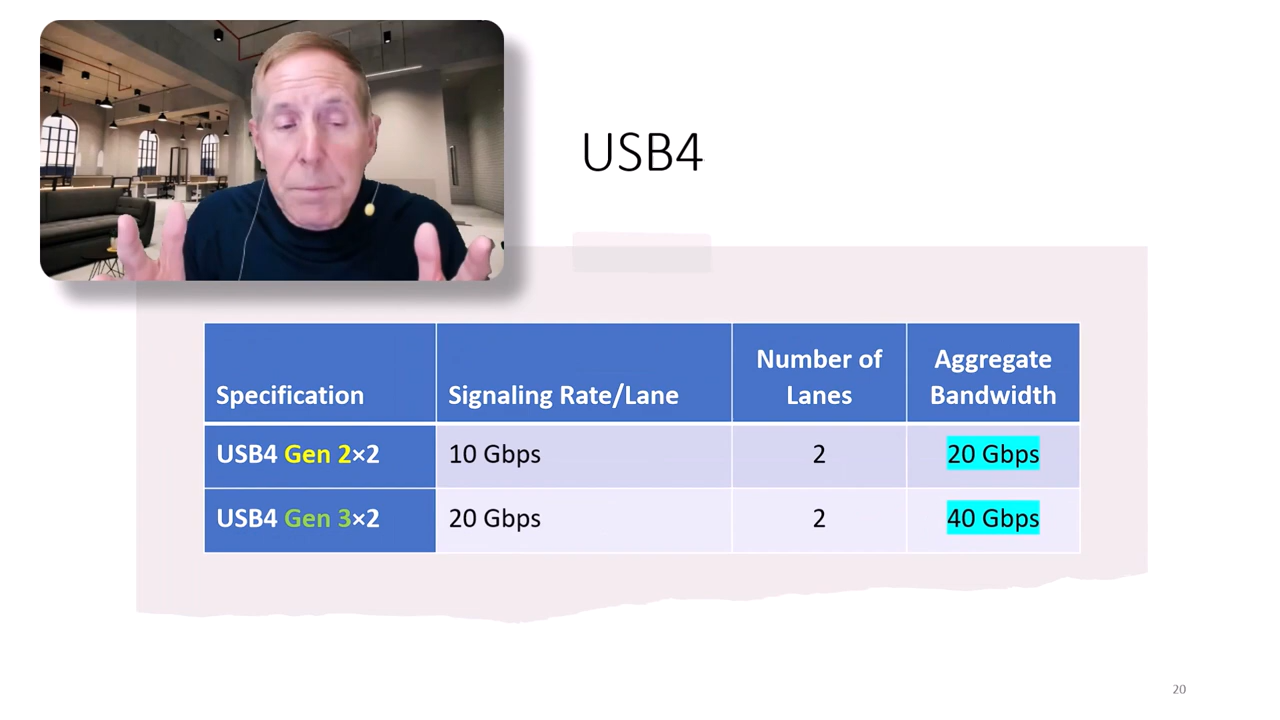 USB4
Specification
Signaling Rate/Lane
Number of
Lanes
Aggregate
Bandwidth
USB4 Gen 2×2
10 Gbps
2
20 Gbps
USB4 Gen 3×2
20 Gbps
2
40 Gbps
20